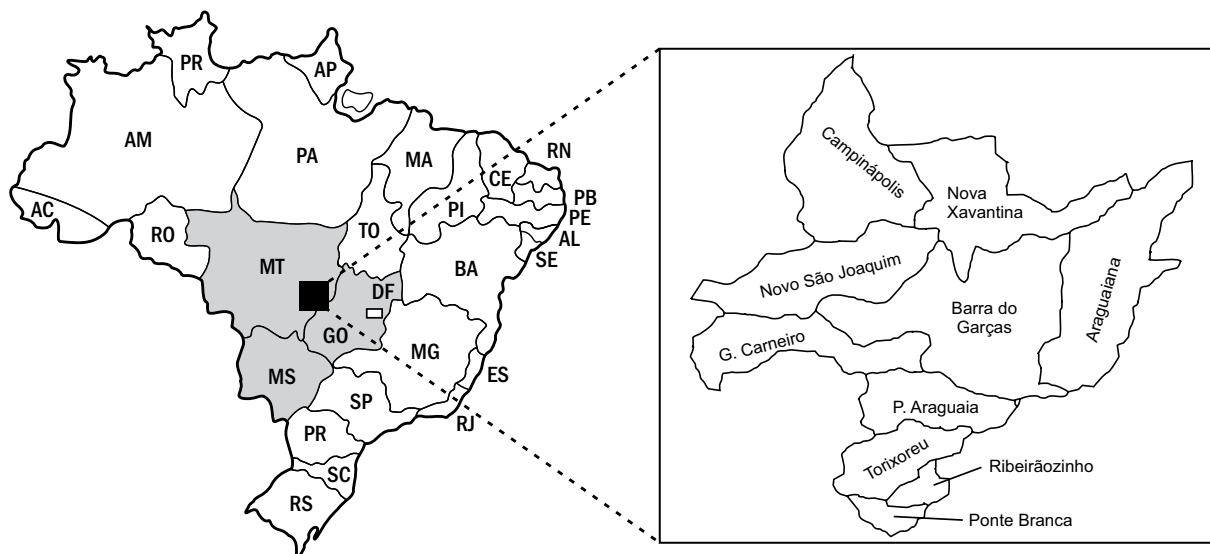 PR
AP
AM
PA
MA
CE
RN
PB
PI
PE
AC
RO
TO
AL
SE
MT
BA
DF
GO
MG
MS
ES
SP
RJ
PR
SC
RS
Campinápolis
Nova
Xavantina
Novo São Joaquim
Araguaiana
Barra do
Garças
G. Carneiro
P. Araguaia
Torixoreu
Ribeirãozinho
Ponte Branca